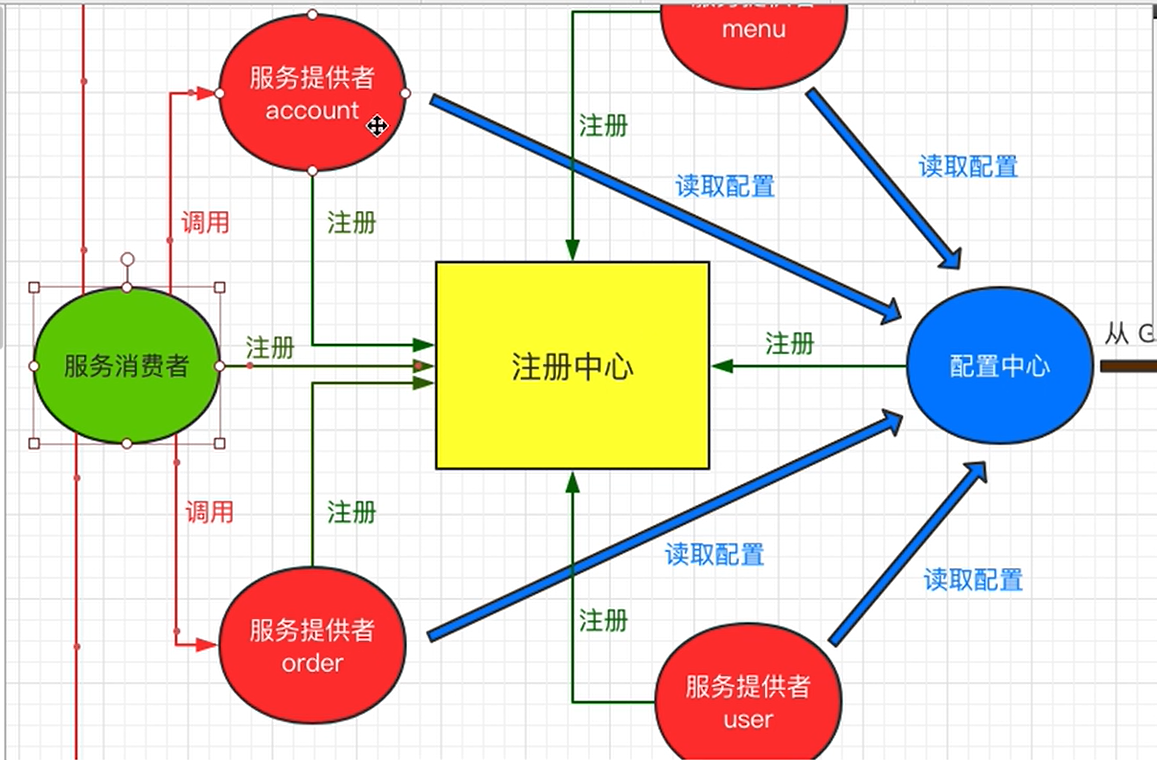 menu
服务提供者
account
注册
读取配置
读取配置
调用
注册
从 G
注册
注册
服务消费者
注册中心
配置中心
调用
注册
读取配置
读取配置
注册
服务提供者
order
服务提供者
user